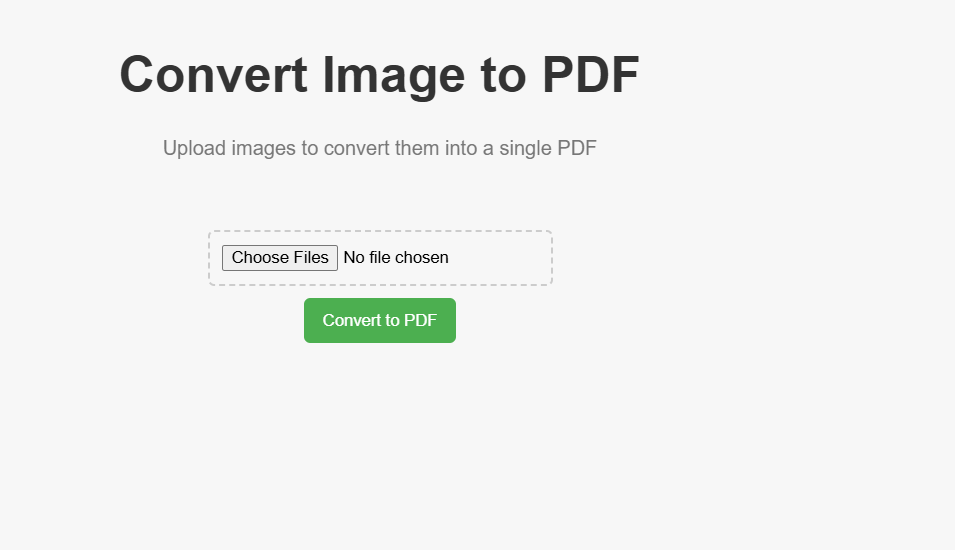 Convert Image to PDF
Upload images to convert them into a single PDF
Choose Files No file chosen
Convert to PDF